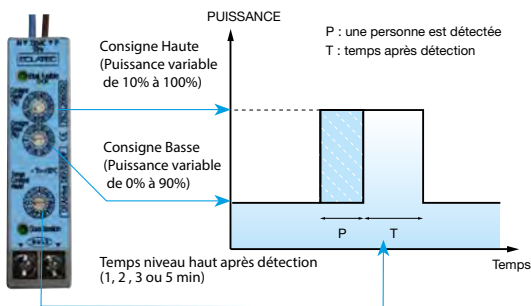 PUISSANCE
P : une personne est détectée
T : temps après détection
Consigne Haute
(Puissance variable
de 10% à 100%)
Consigne Basse
(Puissance variable
de 0% à 90%)
P
T
Temps
Temps niveau haut après détection
(1, 2 , 3 ou 5 min)
ECLATEC